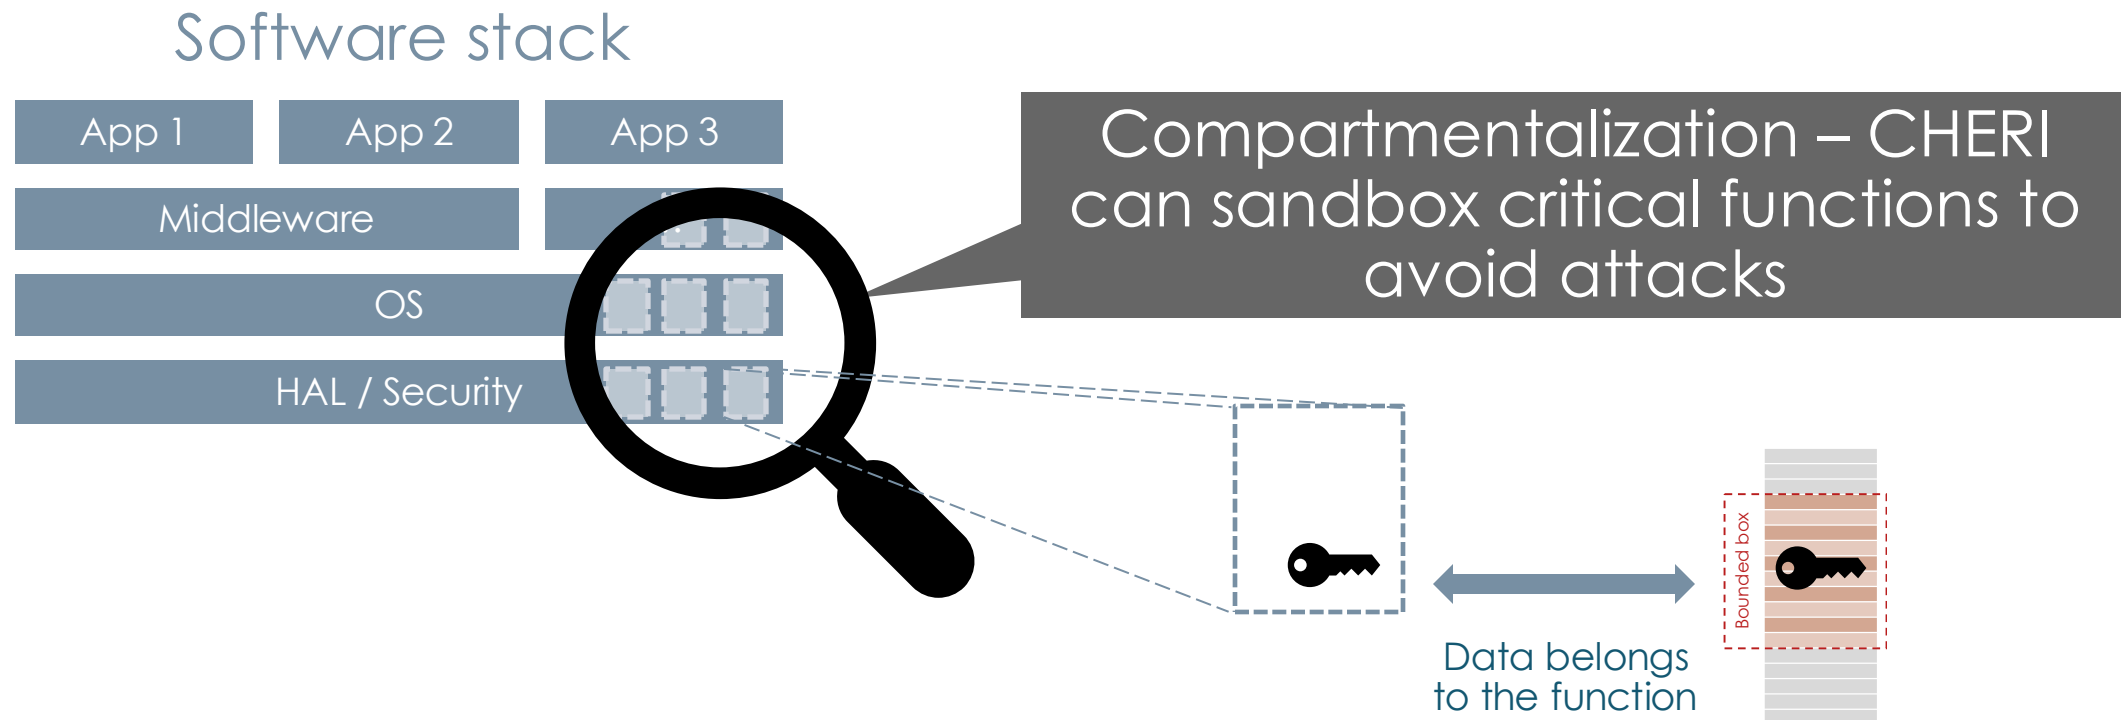 Software stack
App 1
App 2
App 3
Compartmentalization – CHERI
can sandbox critical functions to
avoid attacks
Middleware
OS
HAL / Security
Bounded box
Data belongs
to the function